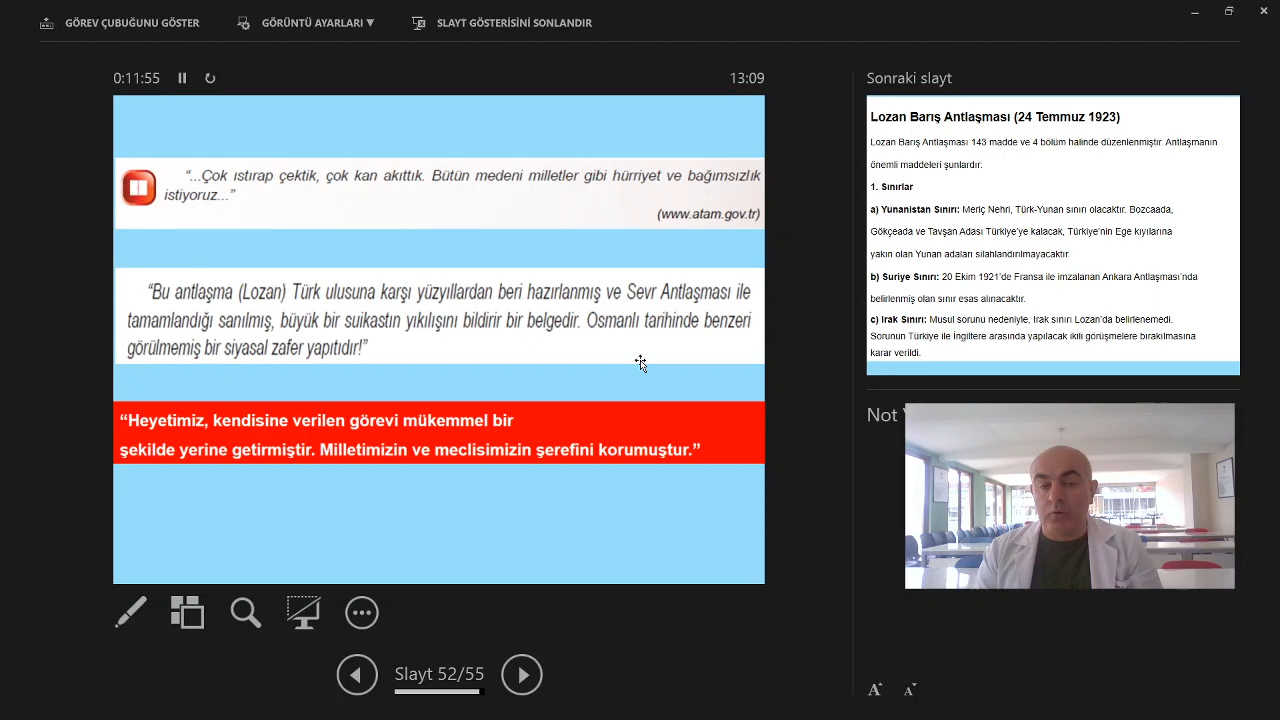 GÖREV ÇUBUĞUNU GÖSTER
GÖRÜNTÜ AYARLARI ▼
SLAYT GÖSTERİSİNİ SONLANDIR
0:11:55
13:09
“...Çok ıstırap çektik, çok kan akıttık. Bütün medeni milletler gibi hürriyet ve bağımsızlık
istiyoruz...”
(www.atam.gov.tr)
“Bu antlaşma (Lozan) Türk ulusuna karşı yüzyıllardan beri hazırlanmış ve Sevr Antlaşması ile
tamamlandığı sanılmış, büyük bir suikastın yıkılışını bildirir bir belgedir. Osmanlı tarihinde benzeri
görülmemiş bir siyasal zafer yapıtıdır!”
“Heyetimiz, kendisine verilen görevi mükemmel bir
şekilde yerine getirmiştir. Milletimizin ve meclisimizin şerefini korumuştur.”
Slayt 52/55
Sonraki slayt
Lozan Barış Antlaşması (24 Temmuz 1923)
Lozan Barış Antlaşması 143 madde ve 4 bölüm halinde düzenlenmiştir. Antlaşmanın
önemli maddeleri şunlardır:
1. Sınırlar
a) Yunanistan Sınırı: Meriç Nehri, Türk-Yunan sınırı olacaktır. Bozcaada,
Gökçeada ve Tavşan Adası Türkiye’ye kalacak, Türkiye’nin Ege kıyılarına
yakın olan Yunan adaları silahlandırılmayacaktır.
b) Suriye Sınırı: 20 Ekim 1921’de Fransa ile imzalanan Ankara Antlaşması’nda
belirlenmiş olan sınır esas alınacaktır.
c) Irak Sınırı: Musul sorunu nedeniyle, Irak sınırı Lozan’da belirlenemedi.
Sorunun Türkiye ile İngiltere arasında yapılacak ikili görüşmelere bırakılmasına
karar verildi.
Not
A A